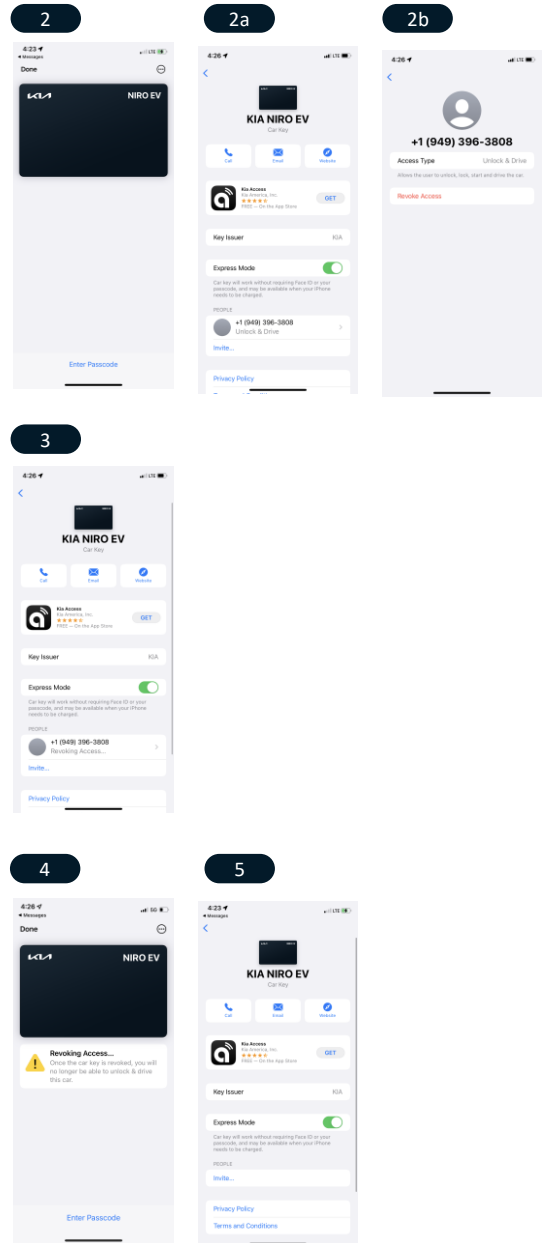 2
4:23
LTE
◀ Messages
Done
KIA
NIRO EV
Enter Passcode
2a
4:26
LTE
KIA NIRO EV
Car Key
Call
Email
Website
Kia Access
Kia America, Inc.
★★★★★
FREE — On the App Store
GET
Key Issuer
KIA
Express Mode
Car key will work without requiring Face ID or your
passcode, and may be available when your iPhone
needs to be charged.
PEOPLE
+1 (949) 396-3808
Unlock & Drive
Invite...
Privacy Policy
2b
4:26
LTE
+1 (949) 396-3808
Access Type
Unlock & Drive
Allows the user to unlock, lock, start and drive the car.
Revoke Access
3
4:26
LTE
KIA NIRO EV
Car Key
Call
Email
Website
Kia Access
Kia America, Inc.
★★★★★
FREE — On the App Store
GET
Key Issuer
KIA
Express Mode
Car key will work without requiring Face ID or your
passcode, and may be available when your iPhone
needs to be charged.
PEOPLE
+1 (949) 396-3808
Revoking Access...
Invite...
Privacy Policy
4
4:26
5G
◀ Messages
Done
KIA
NIRO EV
Revoking Access...
Once the car key is revoked, you will
no longer be able to unlock & drive
this car.
Enter Passcode
5
4:23
LTE
◀ Messages
KIA NIRO EV
Car Key
Call
Email
Website
Kia Access
Kia America, Inc.
★★★★★
FREE — On the App Store
GET
Key Issuer
KIA
Express Mode
Car key will work without requiring Face ID or your
passcode, and may be available when your iPhone
needs to be charged.
PEOPLE
Invite...
Privacy Policy
Terms and Conditions